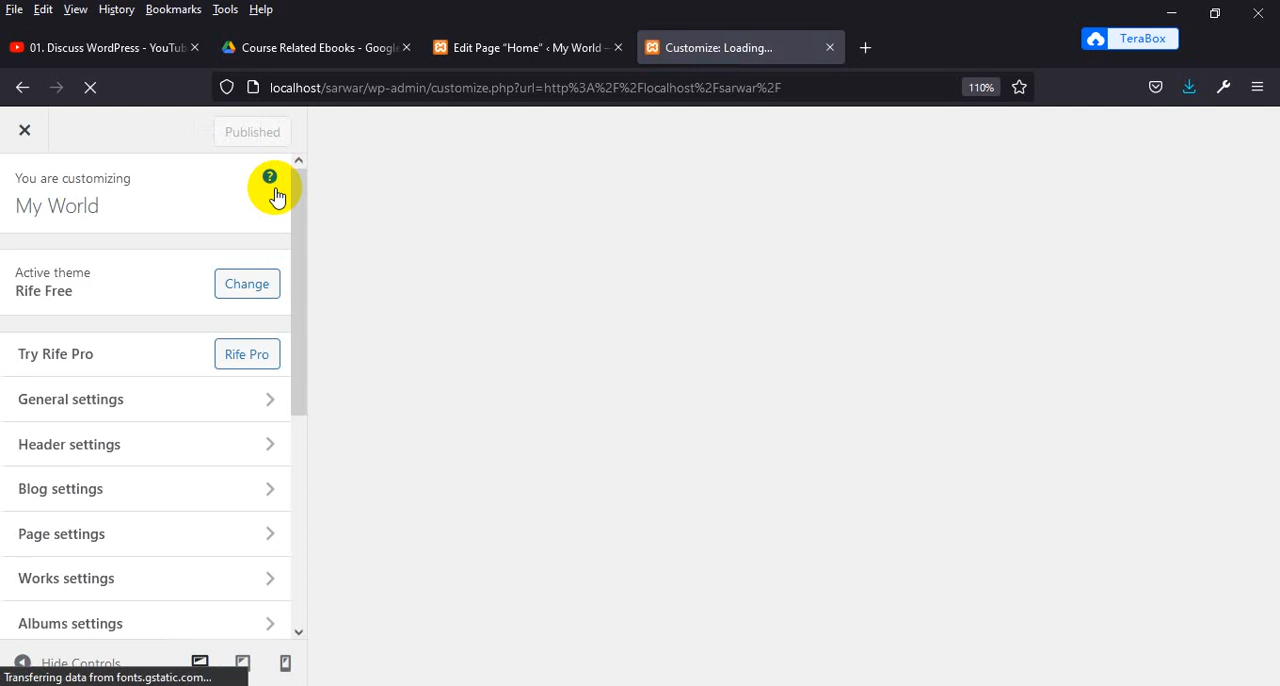 File Edit View History Bookmarks Tools Help
01. Discuss WordPress - YouTub
Course Related Ebooks - Google
Edit Page "Home" ‹ My World –
Customize: Loading...
TeraBox
localhost/sarwar/wp-admin/customize.php?url=http%3A%2F%2Flocalhost%2Fsarwar%2F
110%
Published
You are customizing
?
My World
Active theme
Rife Free
Change
Try Rife Pro
Rife Pro
General settings
Header settings
Blog settings
Page settings
Works settings
Albums settings
Hide Controls
Transferring data from fonts.gstatic.com...